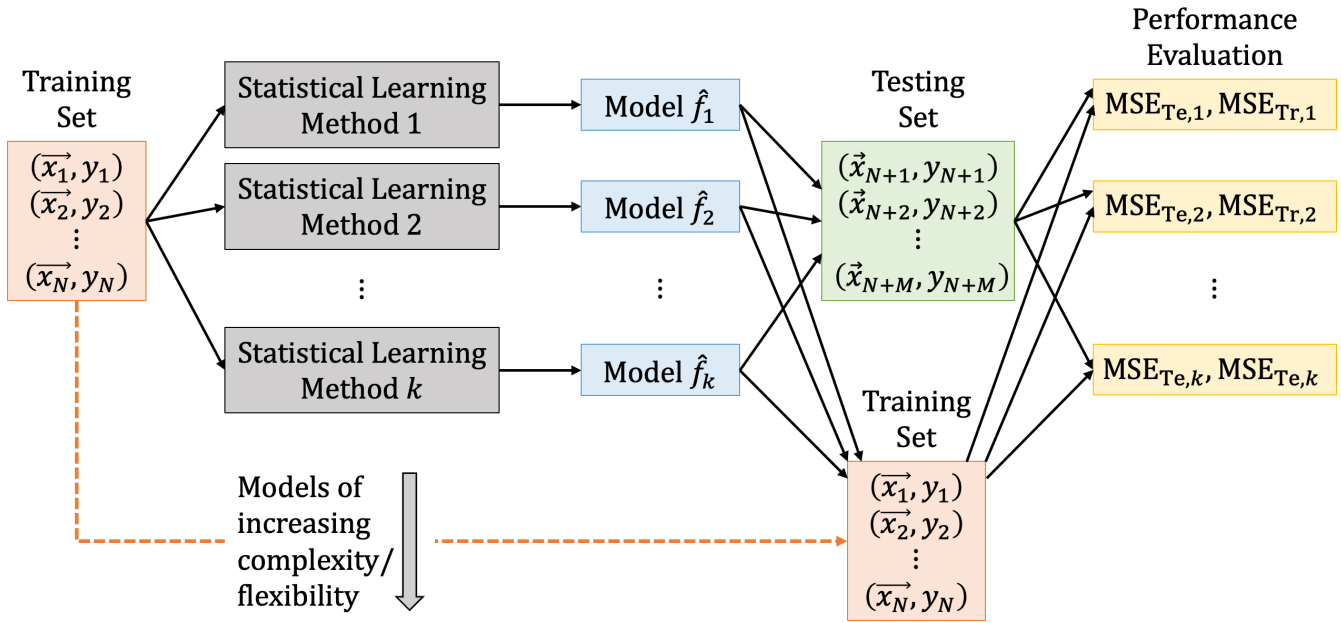 Training
Set
(x₁⃗, y₁)
(x₂⃗, y₂)
⋮
(x_N⃗, y_N)
Statistical Learning
Method 1
Statistical Learning
Method 2
⋮
Statistical Learning
Method k
Model f̂₁
Model f̂₂
⋮
Model f̂ₖ
Testing
Set
(x⃗_{N+1}, y_{N+1})
(x⃗_{N+2}, y_{N+2})
⋮
(x⃗_{N+M}, y_{N+M})
Training
Set
(x₁⃗, y₁)
(x₂⃗, y₂)
⋮
(x_N⃗, y_N)
Performance
Evaluation
MSE_{Te,1}, MSE_{Tr,1}
MSE_{Te,2}, MSE_{Tr,2}
⋮
MSE_{Te,k}, MSE_{Te,k}
Models of
increasing
complexity/
flexibility